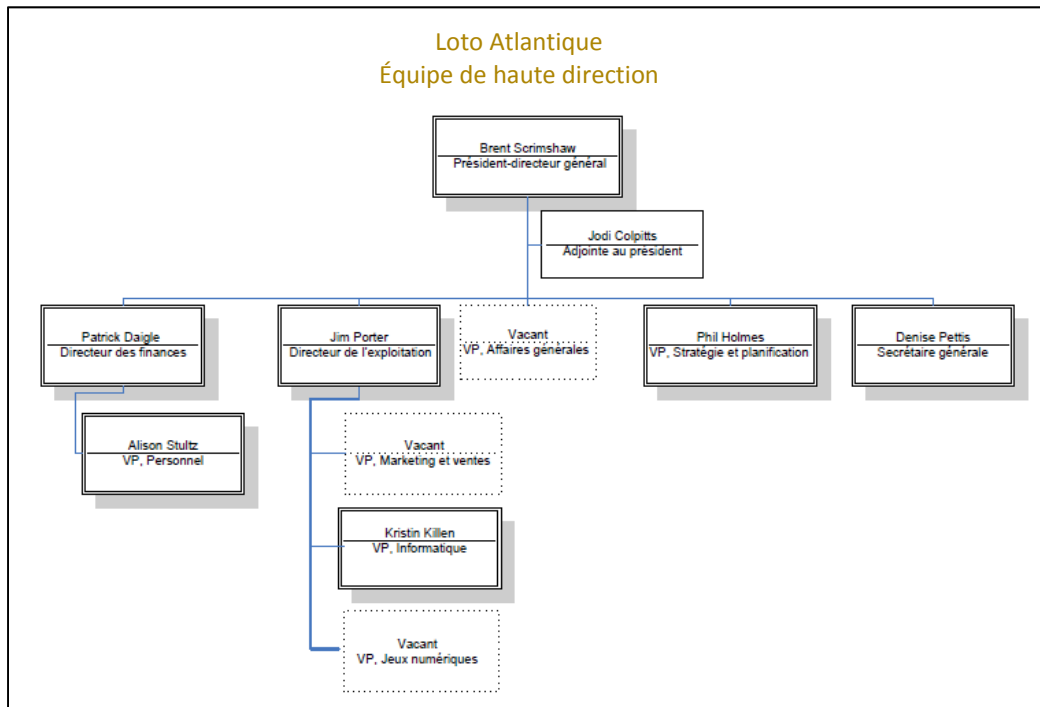 Loto Atlantique
Équipe de haute direction
Brent Scrimshaw
Président-directeur général
Jodi Colpitts
Adjointe au président
Patrick Daigle
Directeur des finances
Jim Porter
Directeur de l'exploitation
Vacant
VP, Affaires générales
Phil Holmes
VP, Stratégie et planification
Denise Pettis
Secrétaire générale
Alison Stultz
VP, Personnel
Vacant
VP, Marketing et ventes
Kristin Killen
VP, Informatique
Vacant
VP, Jeux numériques